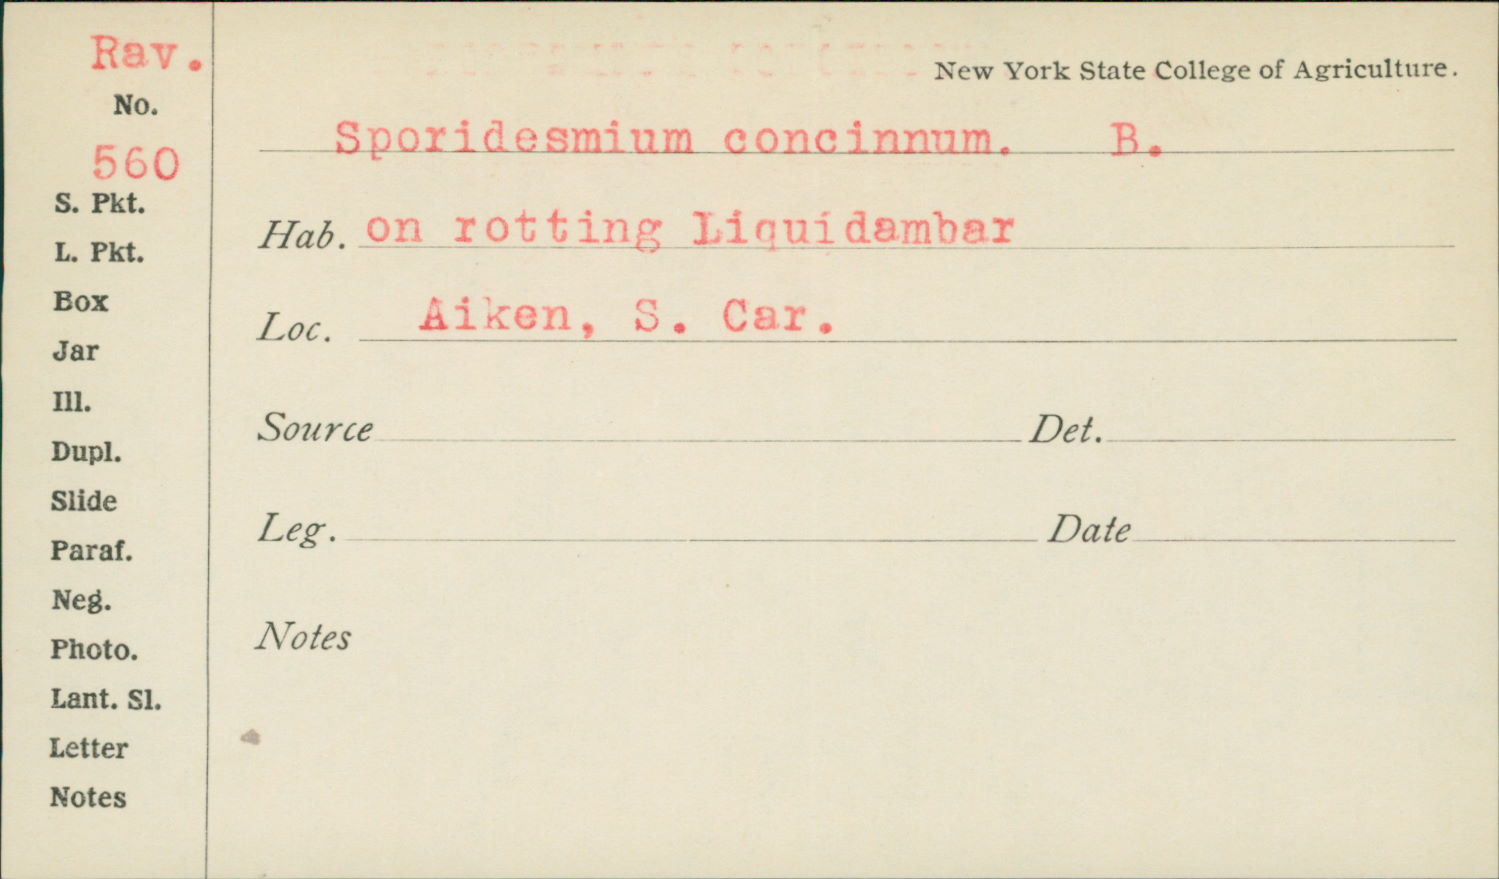 Rav.
No.
560
S. Pkt.
L. Pkt.
Box
Jar
Ill.
Dupl.
Slide
Paraf.
Neg.
Photo.
Lant. Sl.
Letter
Notes
New York State College of Agriculture.
Sporidesmium concinnum. B.
Hab. on rotting Liquidambar
Loc. Aiken, S. Car.
Source Det.
Leg. Date
Notes